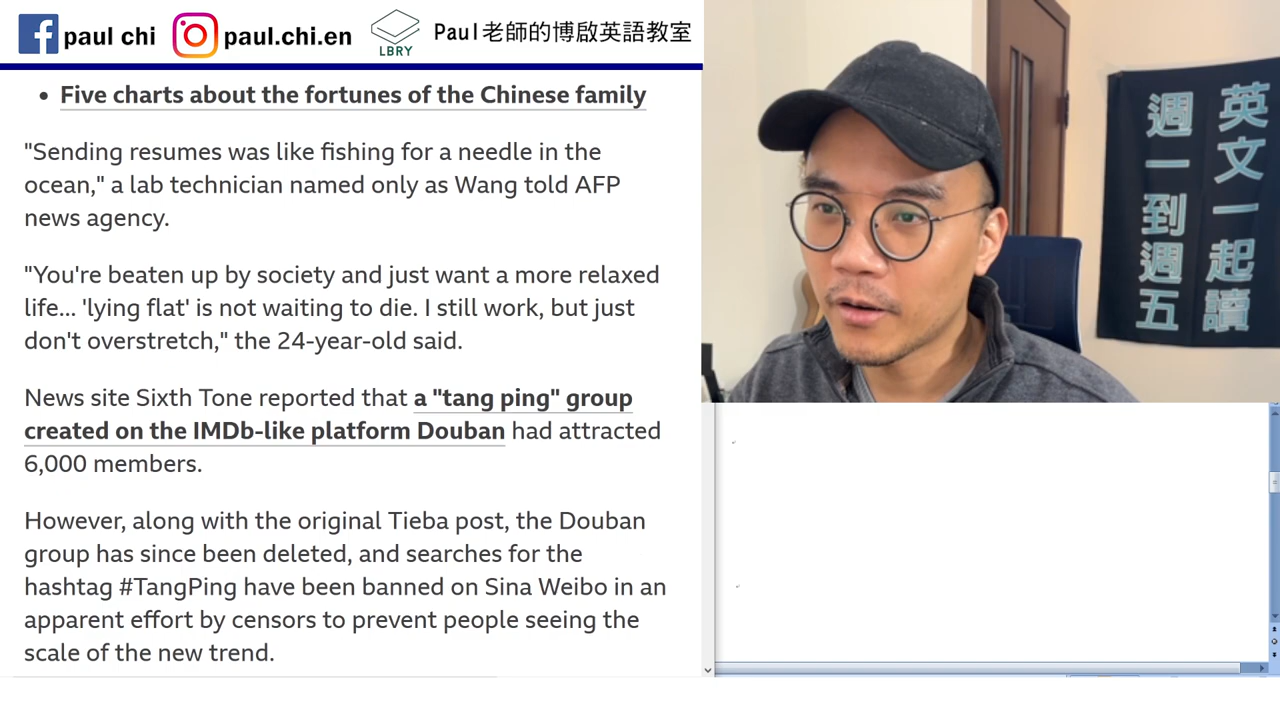 paul chi
paul.chi.en
LBRY
Paul老師的博啟英語教室
• Five charts about the fortunes of the Chinese family
"Sending resumes was like fishing for a needle in the
ocean," a lab technician named only as Wang told AFP
news agency.
"You're beaten up by society and just want a more relaxed
life... 'lying flat' is not waiting to die. I still work, but just
don't overstretch," the 24-year-old said.
News site Sixth Tone reported that a "tang ping" group
created on the IMDb-like platform Douban had attracted
6,000 members.
However, along with the original Tieba post, the Douban
group has since been deleted, and searches for the
hashtag #TangPing have been banned on Sina Weibo in an
apparent effort by censors to prevent people seeing the
scale of the new trend.
英文一起讀
週一到週五